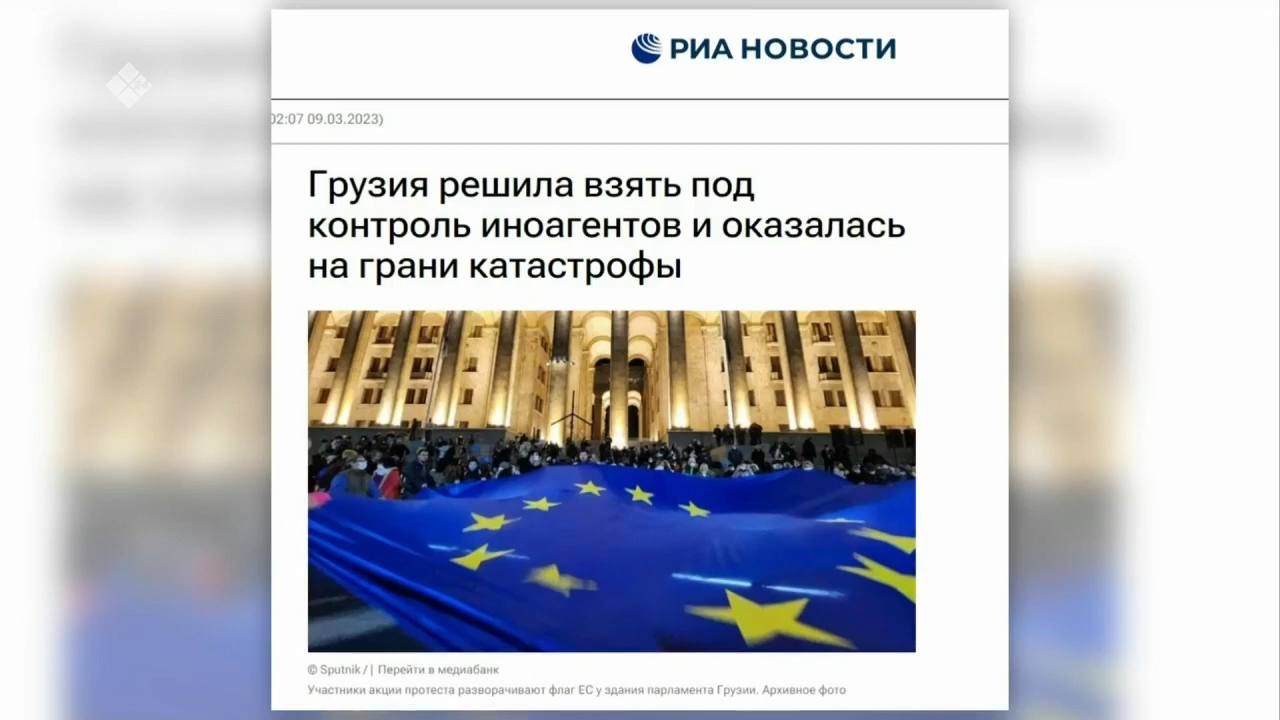 РИА НОВОСТИ
02:07 09.03.2023)
Грузия решила взять под
контроль иноагентов и оказалась
на грани катастрофы
© Sputnik / | Перейти в медиабанк
Участники акции протеста разворачивают флаг ЕС у здания парламента Грузии. Архивное фото